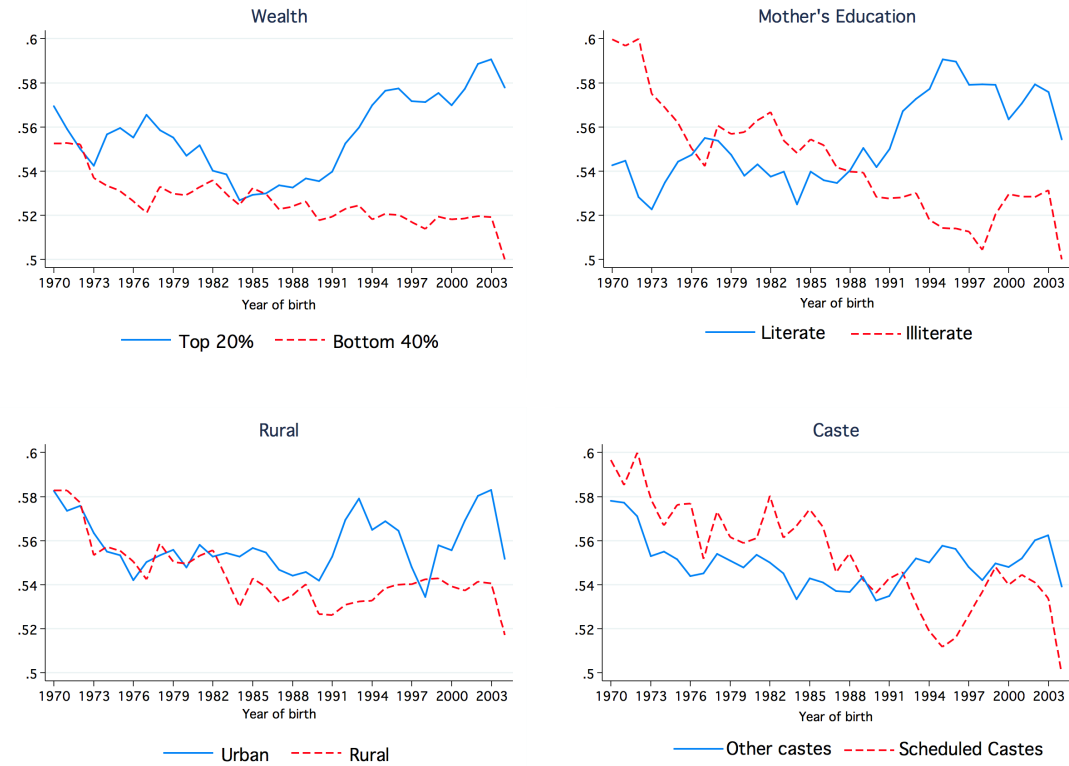 Wealth
.6
.58
.56
.54
.52
.5
1970 1973 1976 1979 1982 1985 1988 1991 1994 1997 2000 2003
Year of birth
Top 20% Bottom 40%
Mother's Education
.6
.58
.56
.54
.52
.5
1970 1973 1976 1979 1982 1985 1988 1991 1994 1997 2000 2003
Year of birth
Literate Illiterate
Rural
.6
.58
.56
.54
.52
.5
1970 1973 1976 1979 1982 1985 1988 1991 1994 1997 2000 2003
Year of birth
Urban Rural
Caste
.6
.58
.56
.54
.52
.5
1970 1973 1976 1979 1982 1985 1988 1991 1994 1997 2000 2003
Year of birth
Other castes Scheduled Castes